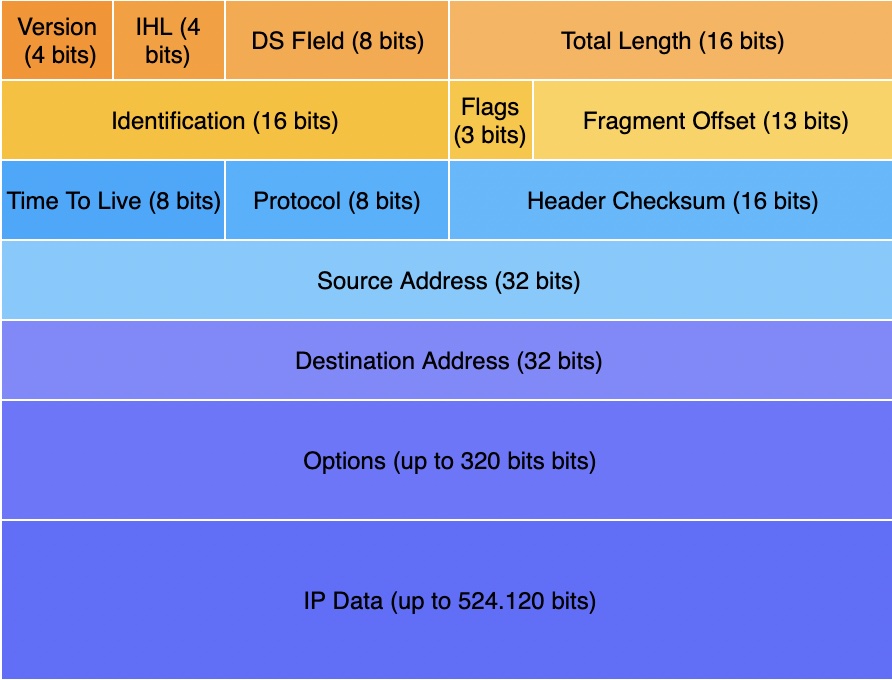 Version
(4 bits)
IHL (4
bits)
DS FIeld (8 bits)
Total Length (16 bits)
Identification (16 bits)
Flags
(3 bits)
Fragment Offset (13 bits)
Time To Live (8 bits)
Protocol (8 bits)
Header Checksum (16 bits)
Source Address (32 bits)
Destination Address (32 bits)
Options (up to 320 bits bits)
IP Data (up to 524.120 bits)